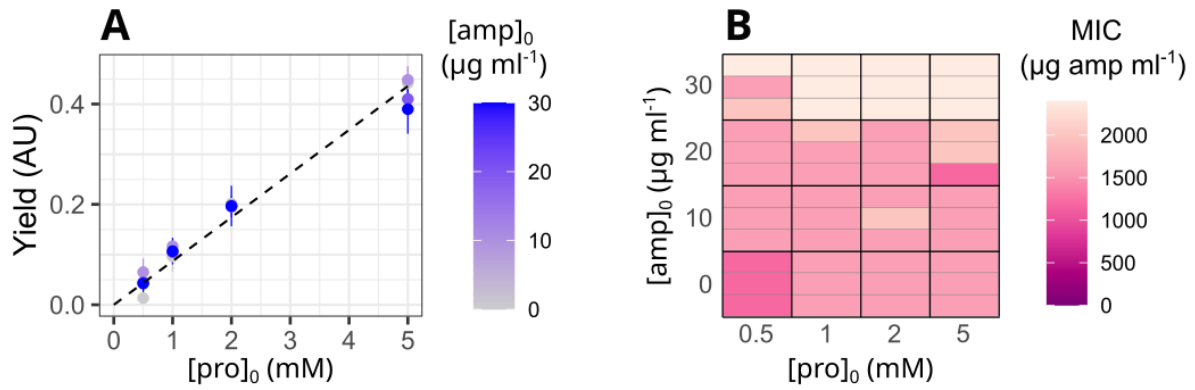 A
Yield (AU)
0.4
0.2
0.0
0 1 2 3 4 5
[pro]₀ (mM)
[amp]₀
(µg ml⁻¹)
30
20
10
0
B
[amp]₀ (µg ml⁻¹)
30
20
10
0
0.5 1 2 5
[pro]₀ (mM)
MIC
(µg amp ml⁻¹)
2000
1500
1000
500
0